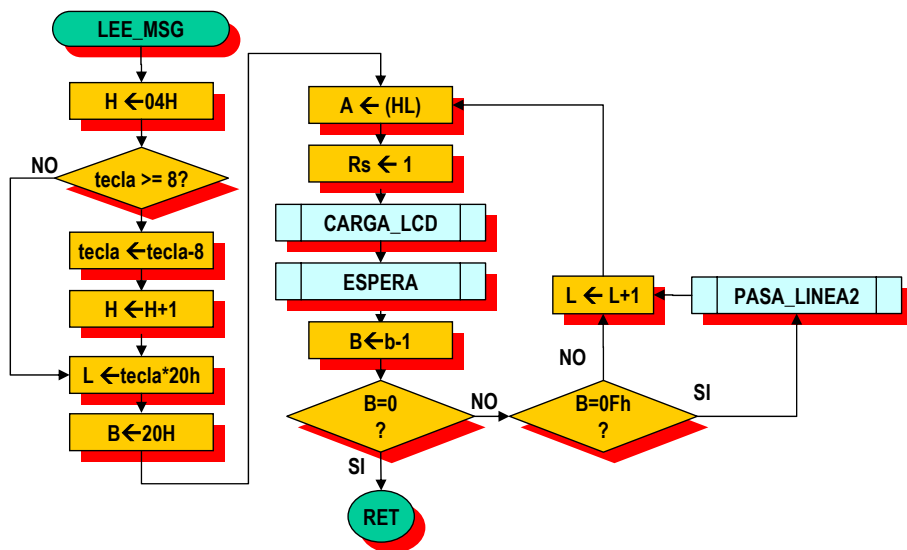 LEE_MSG
H ←04H
NO
tecla >= 8?
tecla ←tecla-8
H ←H+1
L ←tecla*20h
B←20H
A ← (HL)
Rs ← 1
CARGA_LCD
ESPERA
B←b-1
B=0
?
NO
SI
RET
B=0Fh
?
NO
SI
L ← L+1
PASA_LINEA2